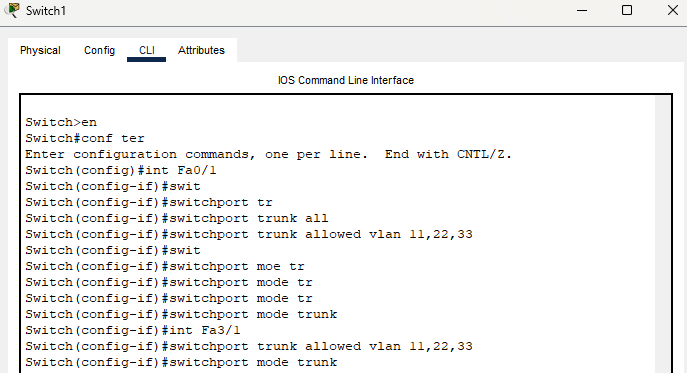 Switch1
Physical Config CLI Attributes
IOS Command Line Interface
Switch>en
Switch#conf ter
Enter configuration commands, one per line.  End with CNTL/Z.
Switch(config)#int Fa0/1
Switch(config-if)#swit
Switch(config-if)#switchport tr
Switch(config-if)#switchport trunk all
Switch(config-if)#switchport trunk allowed vlan 11,22,33
Switch(config-if)#swit
Switch(config-if)#switchport moe tr
Switch(config-if)#switchport mode tr
Switch(config-if)#switchport mode tr
Switch(config-if)#switchport mode trunk
Switch(config-if)#int Fa3/1
Switch(config-if)#switchport trunk allowed vlan 11,22,33
Switch(config-if)#switchport mode trunk